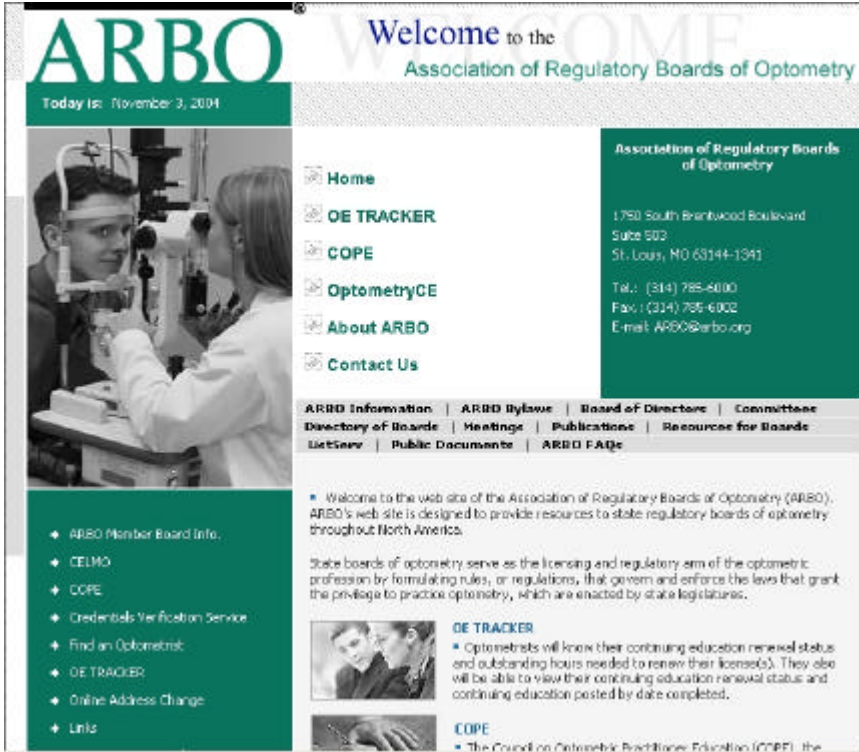 ARBO®
Welcome to the
Association of Regulatory Boards of Optometry
Today is: November 3, 2004
Home
OE TRACKER
COPE
OptometryCE
About ARBO
Contact Us
Association of Regulatory Boards
of Optometry
1750 South Brentwood Boulevard
Suite 503
St. Louis, MO 63144-1341
Tel.: (314) 785-6000
Fax.: (314) 785-6002
E-mail: ARBO@arbo.org
ARBO Information | ARBO Bylaws | Board of Directors | Committees
Directory of Boards | Meetings | Publications | Resources for Boards
ListServ | Public Documents | ARBO FAQs
Welcome to the web site of the Association of Regulatory Boards of Optometry (ARBO).
ARBO's web site is designed to provide resources to state regulatory boards of optometry
throughout North America.
State boards of optometry serve as the licensing and regulatory arm of the optometric
profession by formulating rules, or regulations, that govern and enforce the laws that grant
the privilege to practice optometry, which are enacted by state legislatures.
OE TRACKER
Optometrists will know their continuing education renewal status
and outstanding hours needed to renew their license(s). They also
will be able to view their continuing education renewal status and
continuing education posted by date completed.
COPE
The Council on Optometric Practitioner Education (COPE), the
ARBO Member Board Info.
CELMO
COPE
Credentials Verification Service
Find an Optometrist
OE TRACKER
Online Address Change
Links
WELCOME